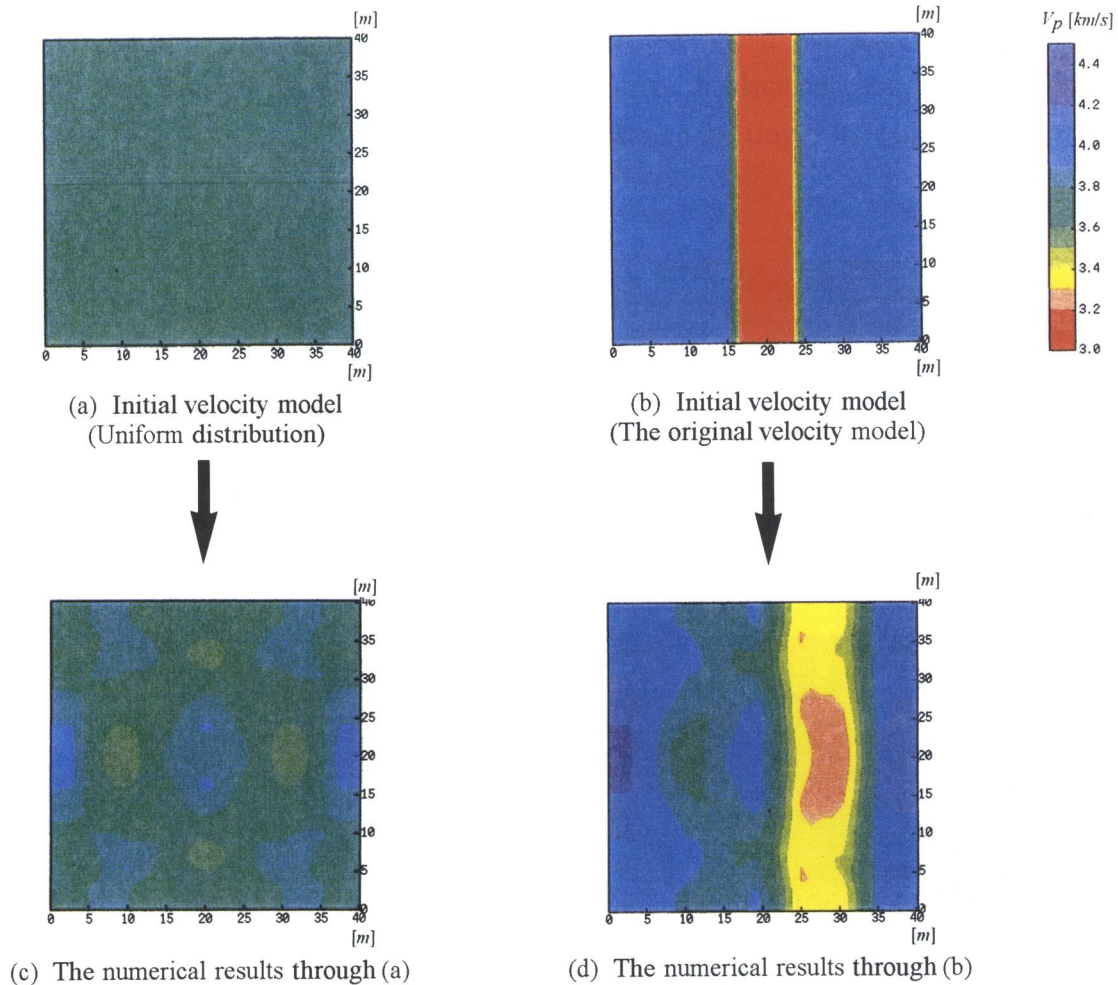 [m]
40
35
30
25
20
15
10
5
0
0 5 10 15 20 25 30 35 40
[m]
(a) Initial velocity model
(Uniform distribution)
[m]
40
35
30
25
20
15
10
5
0
0 5 10 15 20 25 30 35 40
[m]
(b) Initial velocity model
(The original velocity model)
Vp [km/s]
4.4
4.2
4.0
3.8
3.6
3.4
3.2
3.0
[m]
40
35
30
25
20
15
10
5
0
0 5 10 15 20 25 30 35 40
[m]
(c) The numerical results through (a)
[m]
40
35
30
25
20
15
10
5
0
0 5 10 15 20 25 30 35 40
[m]
(d) The numerical results through (b)